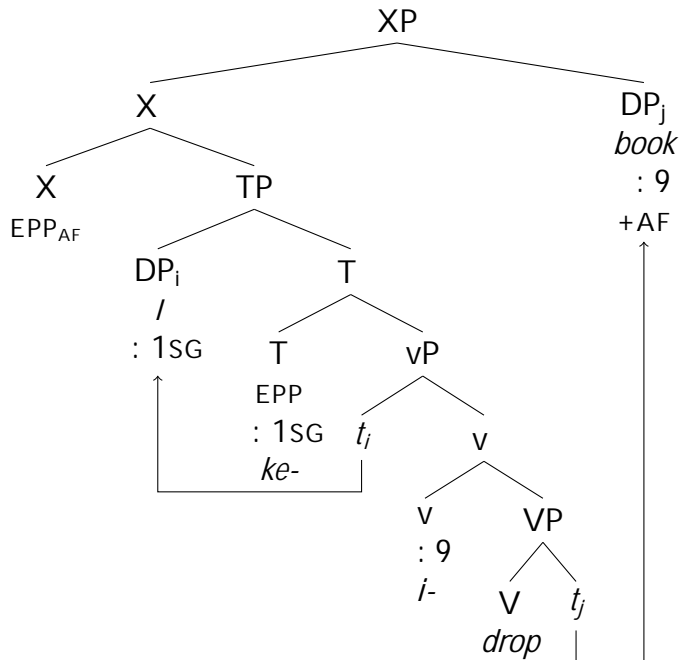 XP
X DPj
book
X TP : 9
EPPAF +AF
DPi T
I
: 1SG T vP
EPP
: 1SG ti v
ke-
v VP
: 9
i- V tj
drop